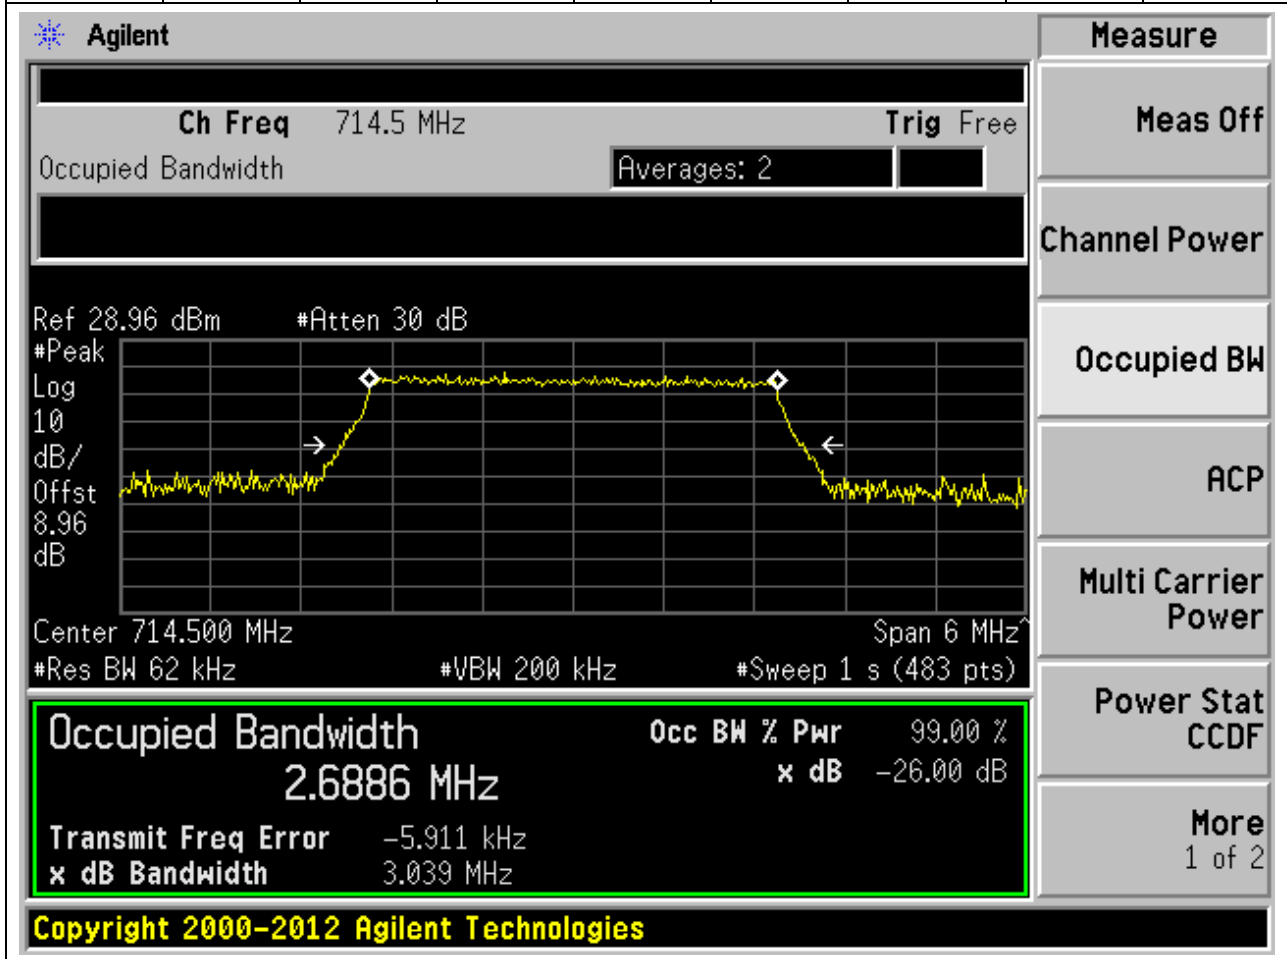 Agilent
Measure
Ch Freq 714.5 MHz Trig Free
Occupied Bandwidth Averages: 2
Ref 28.96 dBm #Atten 30 dB
#Peak
Log
10
dB/
Offst
8.96
dB
Center 714.500 MHz Span 6 MHz^
#Res BW 62 kHz #VBW 200 kHz #Sweep 1 s (483 pts)
Occupied Bandwidth Occ BW % Pwr 99.00 %
2.6886 MHz x dB -26.00 dB
Transmit Freq Error -5.911 kHz
x dB Bandwidth 3.039 MHz
Copyright 2000-2012 Agilent Technologies
Meas Off
Channel Power
Occupied BW
ACP
Multi Carrier
Power
Power Stat
CCDF
More
1 of 2